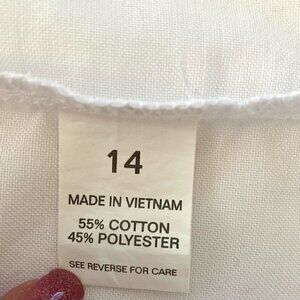 14
MADE IN VIETNAM
55% COTTON
45% POLYESTER
SEE REVERSE FOR CARE